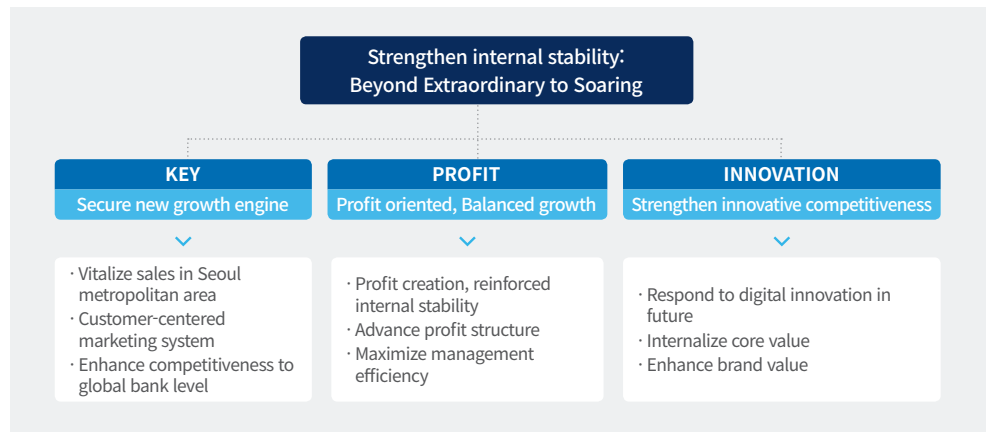 Strengthen internal stability:
Beyond Extraordinary to Soaring
KEY
Secure new growth engine
· Vitalize sales in Seoul
metropolitan area
· Customer-centered
marketing system
· Enhance competitiveness to
global bank level
PROFIT
Profit oriented, Balanced growth
· Profit creation, reinforced
internal stability
· Advance profit structure
· Maximize management
efficiency
INNOVATION
Strengthen innovative competitiveness
· Respond to digital innovation in
future
· Internalize core value
· Enhance brand value